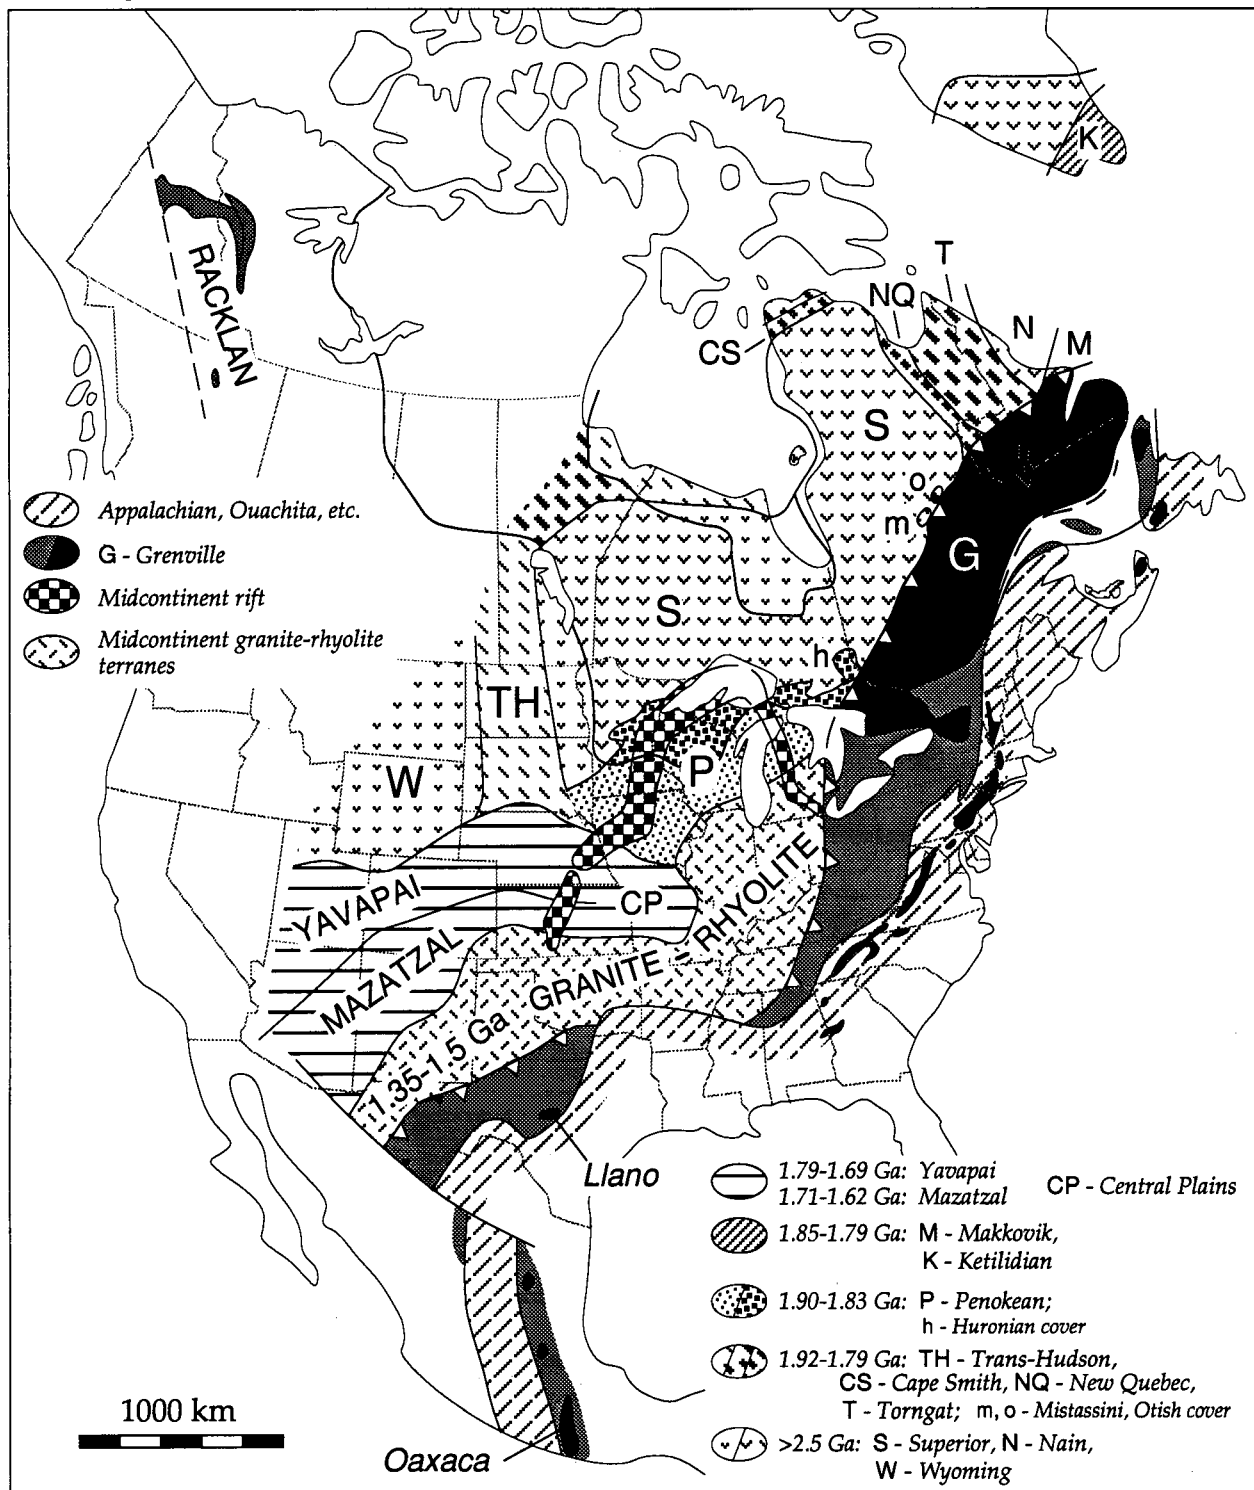 K
RACKLAN
T
NQ
N
M
CS
S
o
m
G
Appalachian, Ouachita, etc.
G - Grenville
Midcontinent rift
Midcontinent granite-rhyolite
terranes
S
h
TH
W
P
YAVAPAI
CP
MAZATZAL
1.35-1.5 Ga GRANITE - RHYOLITE
Llano
1.79-1.69 Ga: Yavapai
1.71-1.62 Ga: Mazatzal
CP - Central Plains
1.85-1.79 Ga: M - Makkovik,
K - Ketilidian
1.90-1.83 Ga: P - Penokean;
h - Huronian cover
1.92-1.79 Ga: TH - Trans-Hudson,
CS - Cape Smith, NQ - New Quebec,
T - Torngat; m, o - Mistassini, Otish cover
>2.5 Ga: S - Superior, N - Nain,
W - Wyoming
1000 km
Oaxaca